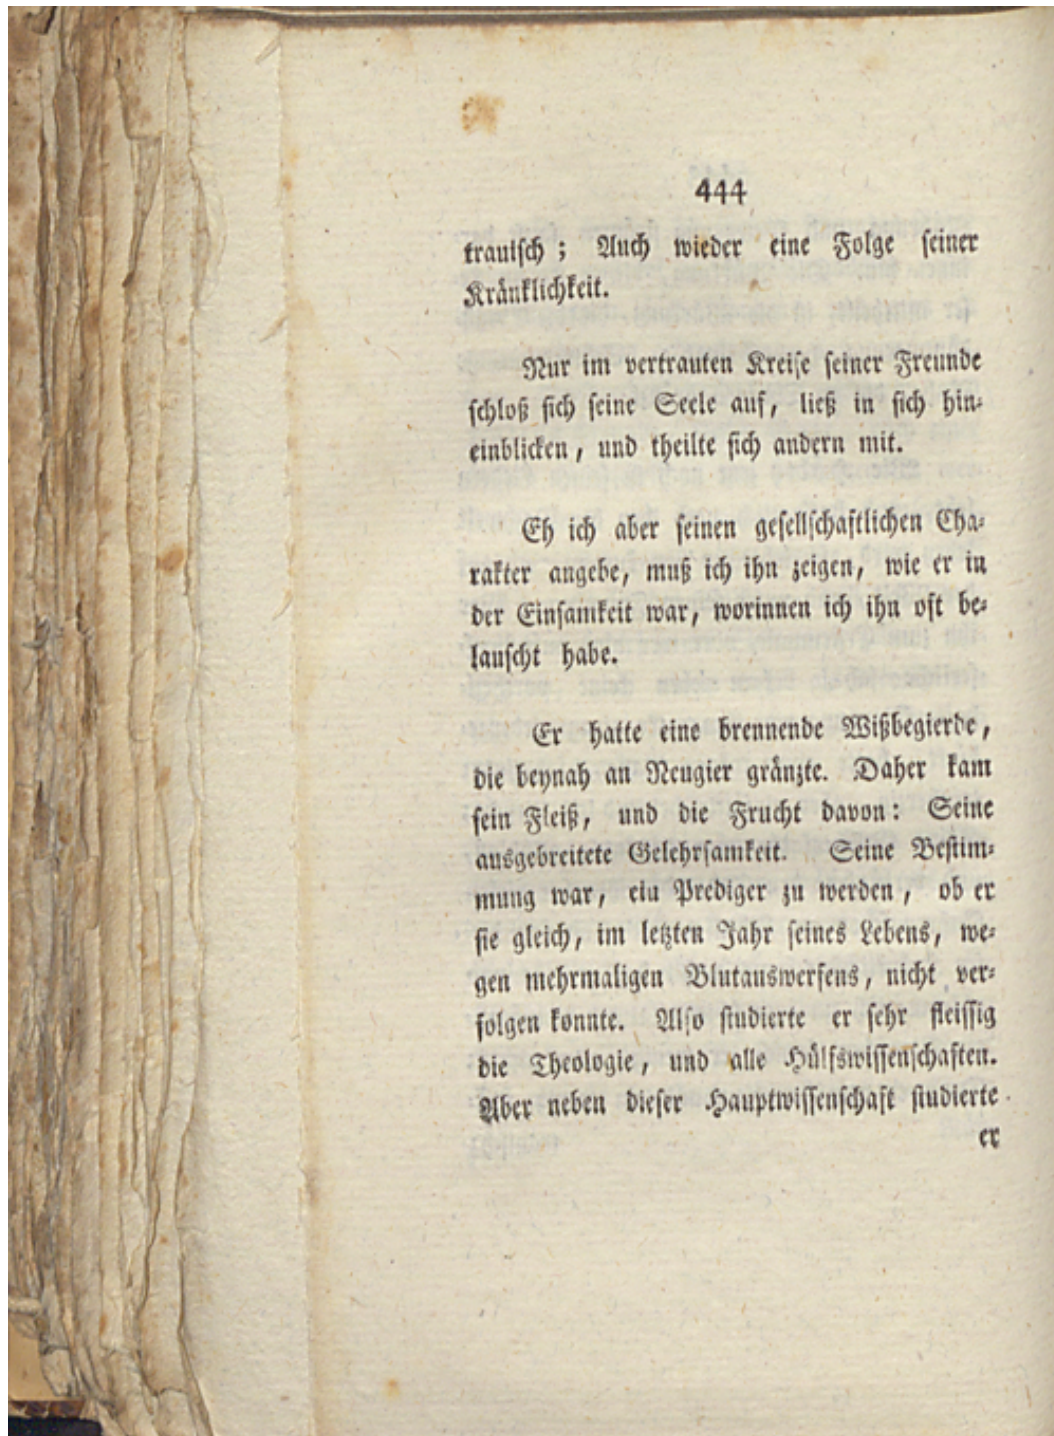 444
trauiſch; Auch wieder eine Folge ſeiner
Kränklichkeit.
Nur im vertrauten Kreiſe ſeiner Freunde
ſchloß ſich ſeine Seele auf, ließ in ſich hin⸗
einblicken, und theilte ſich andern mit.
Eh ich aber ſeinen geſellſchaftlichen Cha⸗
rakter angebe, muß ich ihn zeigen, wie er in
der Einſamkeit war, worinnen ich ihn oft be⸗
lauſcht habe.
Er hatte eine brennende Wißbegierde,
die beynah an Neugier gränzte. Daher kam
ſein Fleiß, und die Frucht davon: Seine
ausgebreitete Gelehrſamkeit. Seine Beſtim⸗
mung war, ein Prediger zu werden, ob er
ſie gleich, im letzten Jahr ſeines Lebens, we⸗
gen mehrmaligen Blutauswerfens, nicht ver⸗
folgen konnte. Alſo ſtudierte er ſehr fleiſſig
die Theologie, und alle Hülfswiſſenſchaften.
Aber neben dieſer Hauptwiſſenſchaft ſtudierte
er